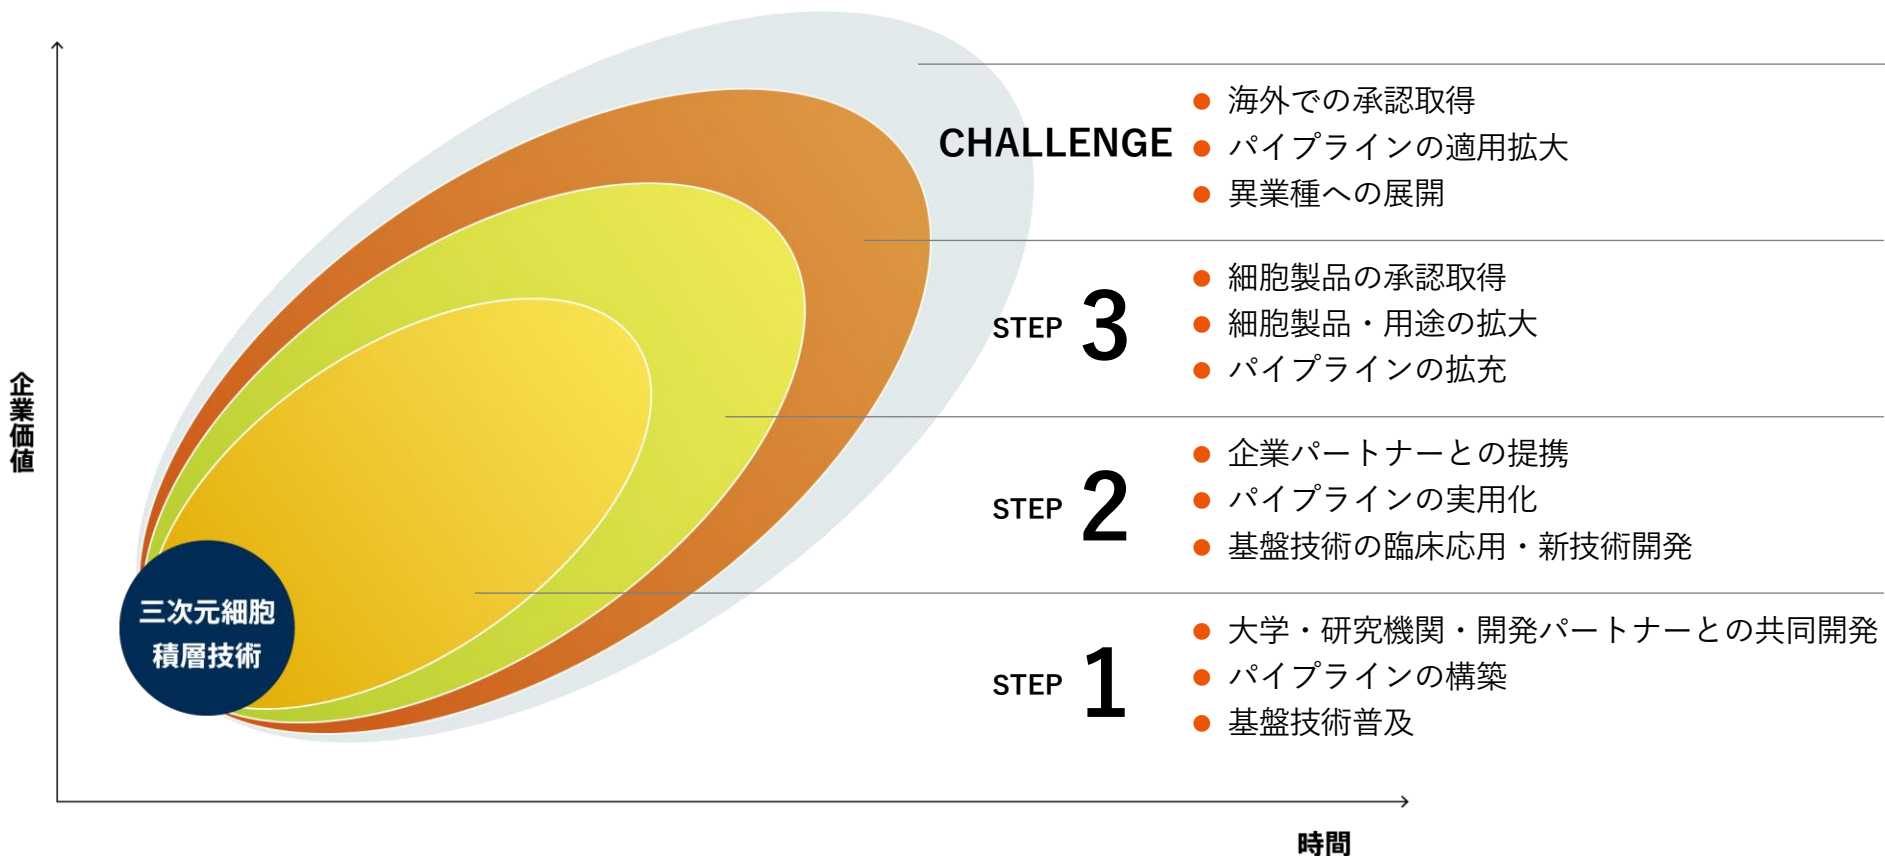 企業価値
三次元細胞
積層技術
CHALLENGE
● 海外での承認取得
● パイプラインの適用拡大
● 異業種への展開
STEP 3
● 細胞製品の承認取得
● 細胞製品・用途の拡大
● パイプラインの拡充
STEP 2
● 企業パートナーとの提携
● パイプラインの実用化
● 基盤技術の臨床応用・新技術開発
STEP 1
● 大学・研究機関・開発パートナーとの共同開発
● パイプラインの構築
● 基盤技術普及
時間